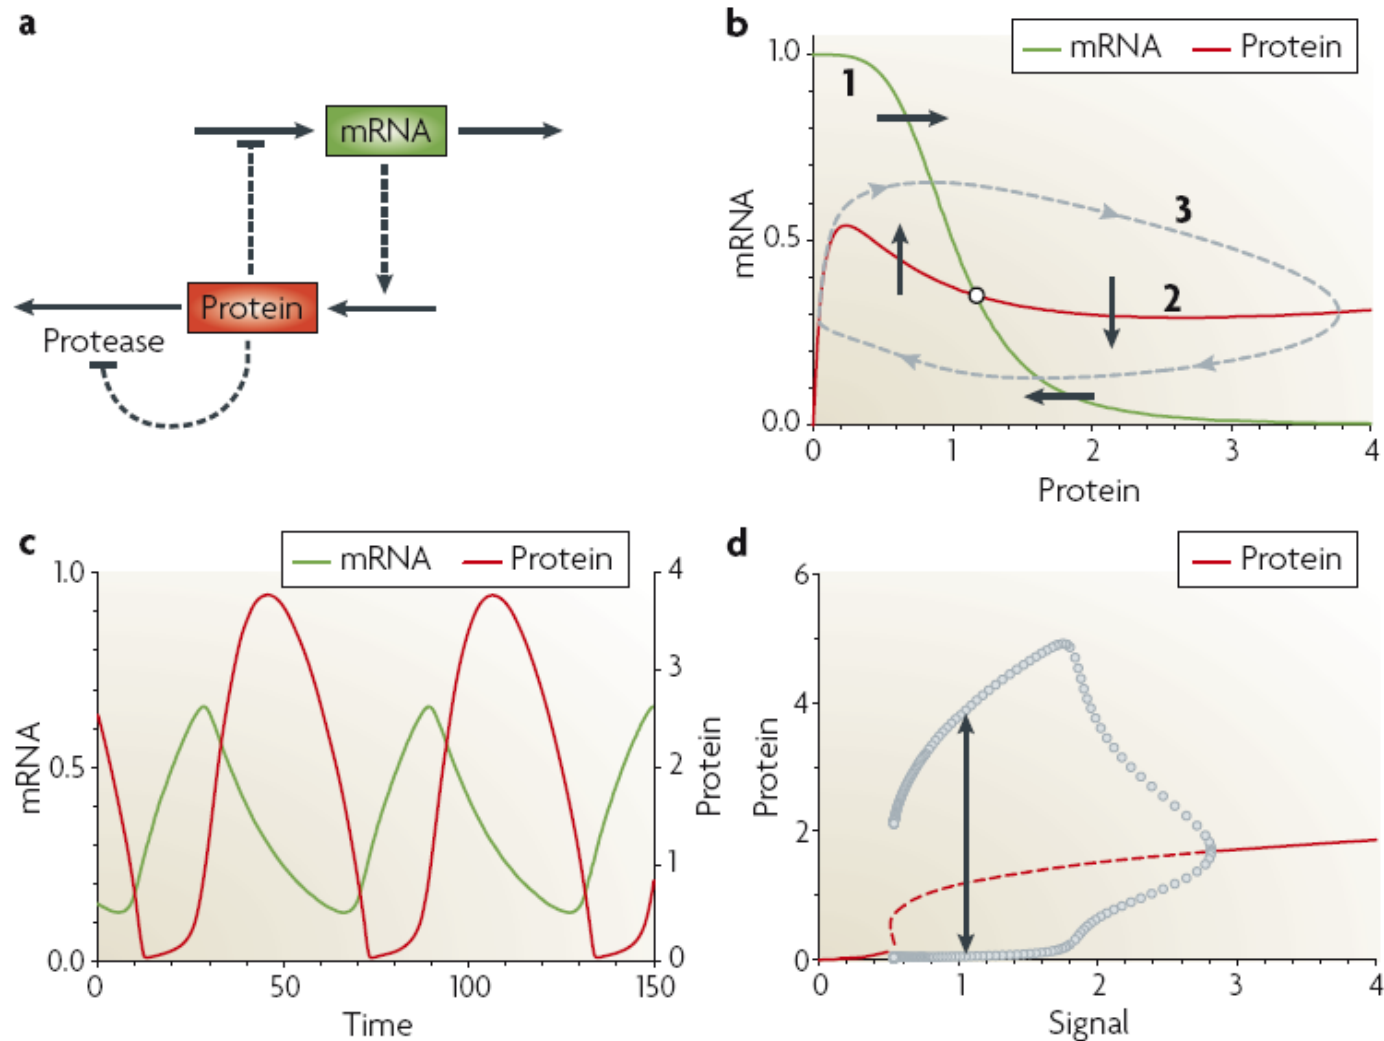 a
mRNA
Protein
Protease
b
mRNA Protein
1.0
0.5
0.0
mRNA
1
2
3
0 1 2 3 4
Protein
c
mRNA Protein
1.0
0.5
0.0
mRNA
4
3
2
1
0
Protein
0 50 100 150
Time
d
Protein
6
4
2
0
Protein
0 1 2 3 4
Signal